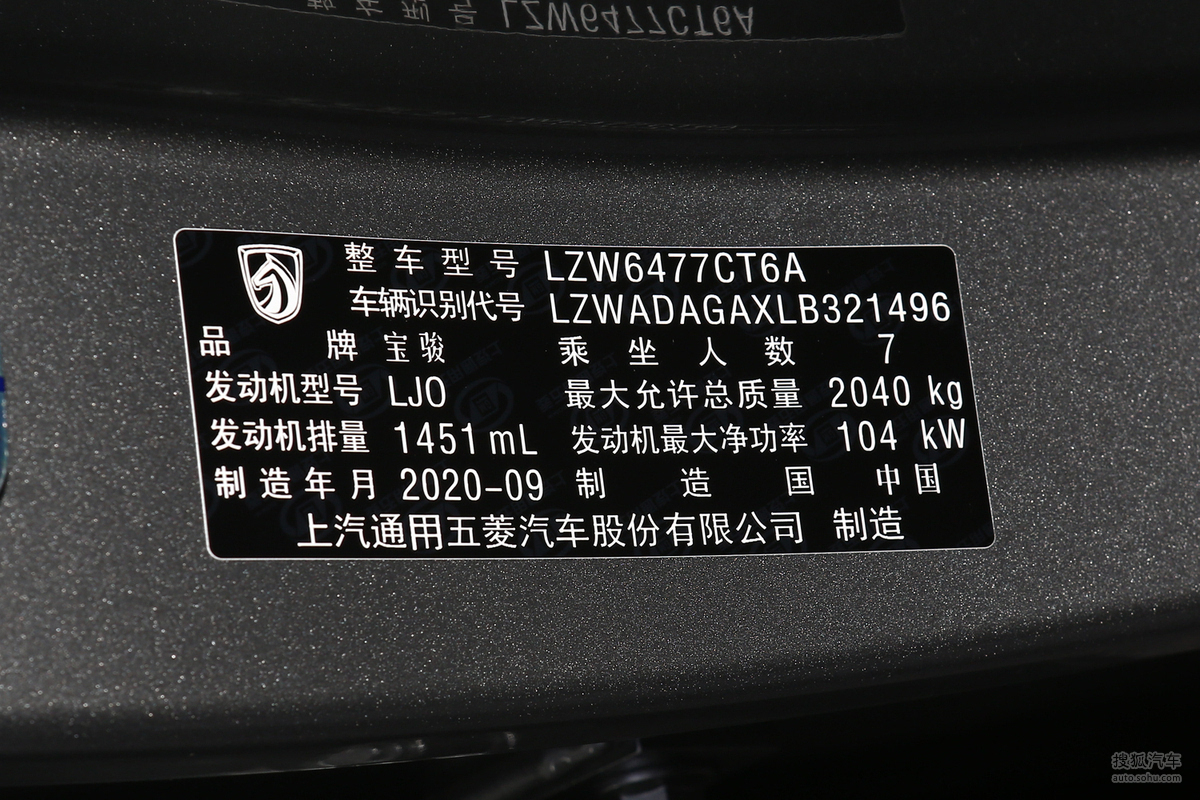 整车型号 LZW6477CT6A
整车型号 LZW6477CT6A
车辆识别代号 LZWADAGAXLB321496
品牌 宝骏 乘坐人数 7
发动机型号 LJO 最大允许总质量 2040 kg
发动机排量 1451 mL 发动机最大净功率 104 kW
制造年月 2020-09 制造国 中国
上汽通用五菱汽车股份有限公司 制造
搜狐汽车
auto.sohu.com